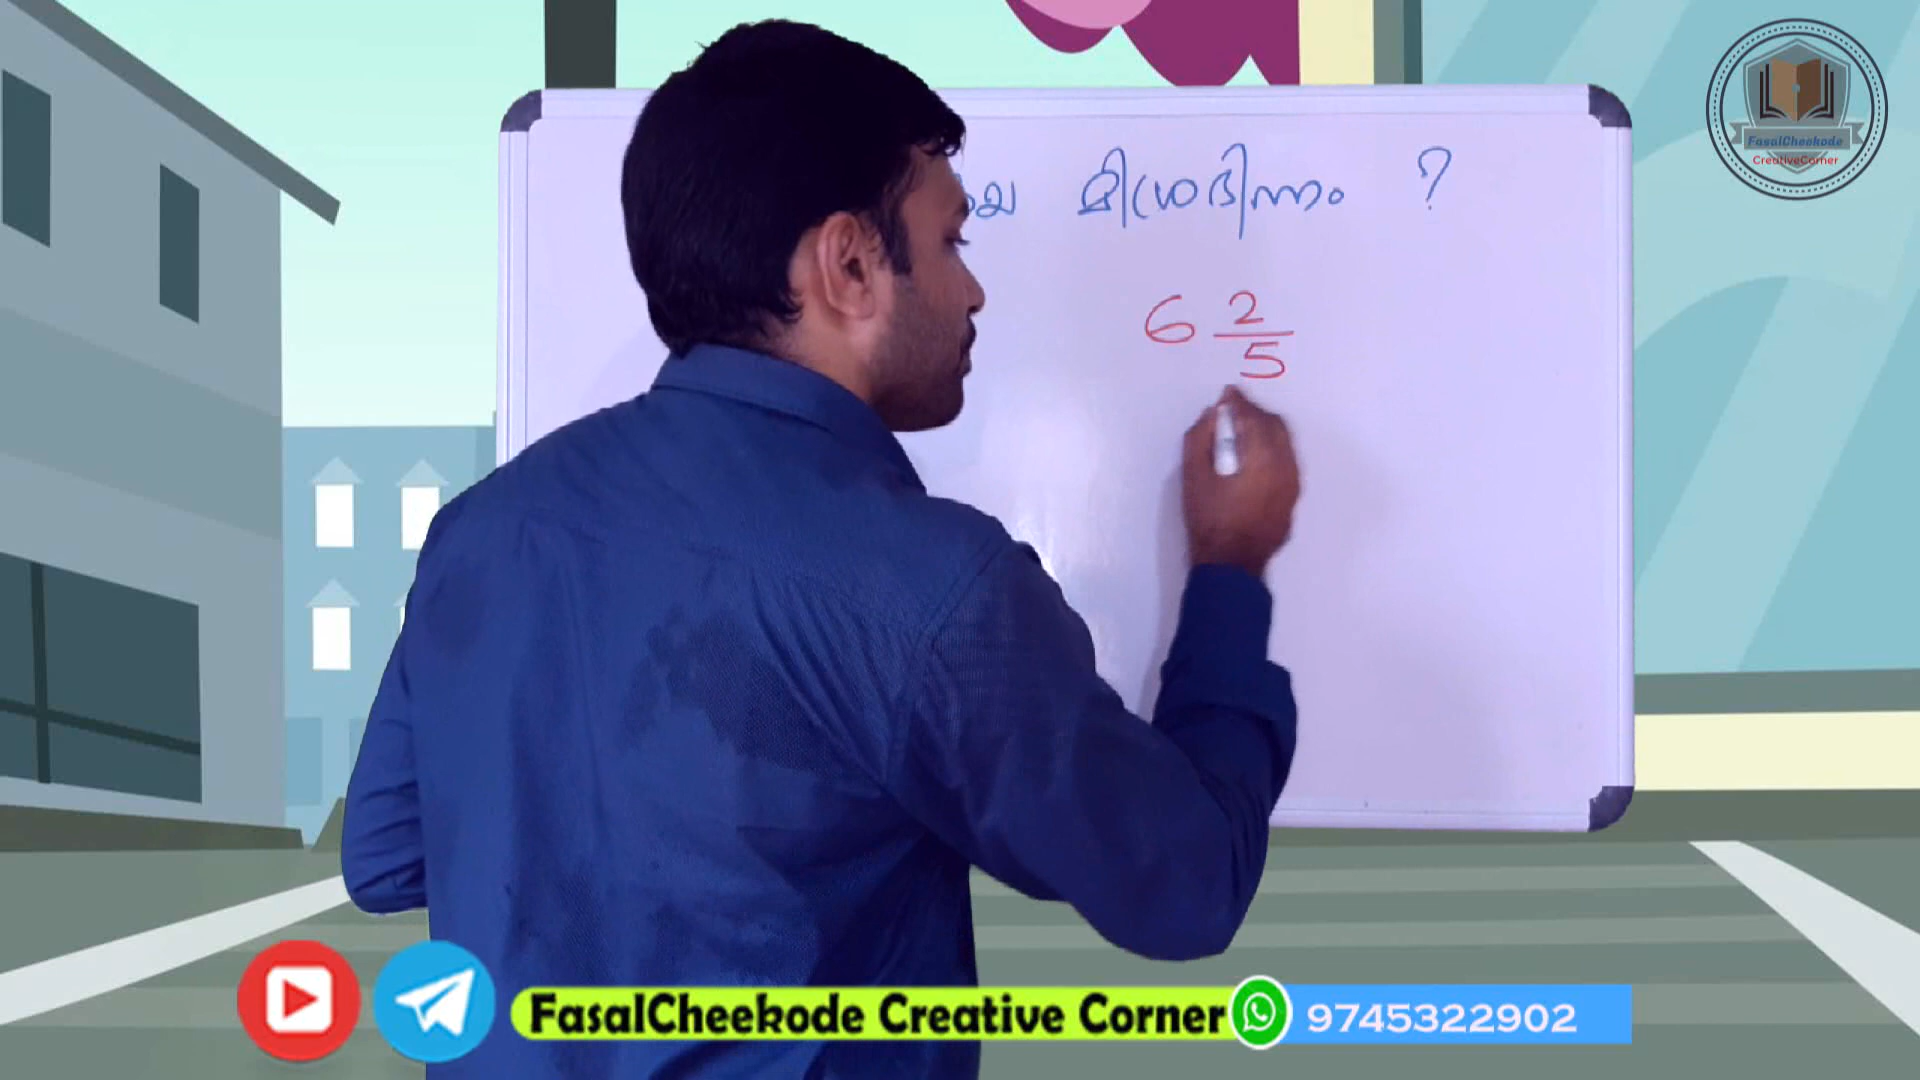 മിശ്രഭിന്നം ?
6 2/5
FasalCheekode
CreativeCorner
FasalCheekode Creative Corner
9745322902